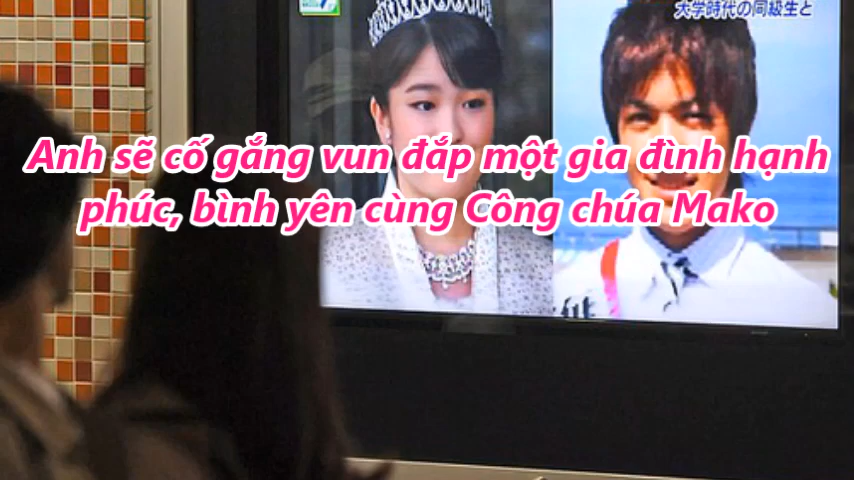 大学時代の同級生と
Anh sẽ cố gắng vun đắp một gia đình hạnh
phúc, bình yên cùng Công chúa Mako